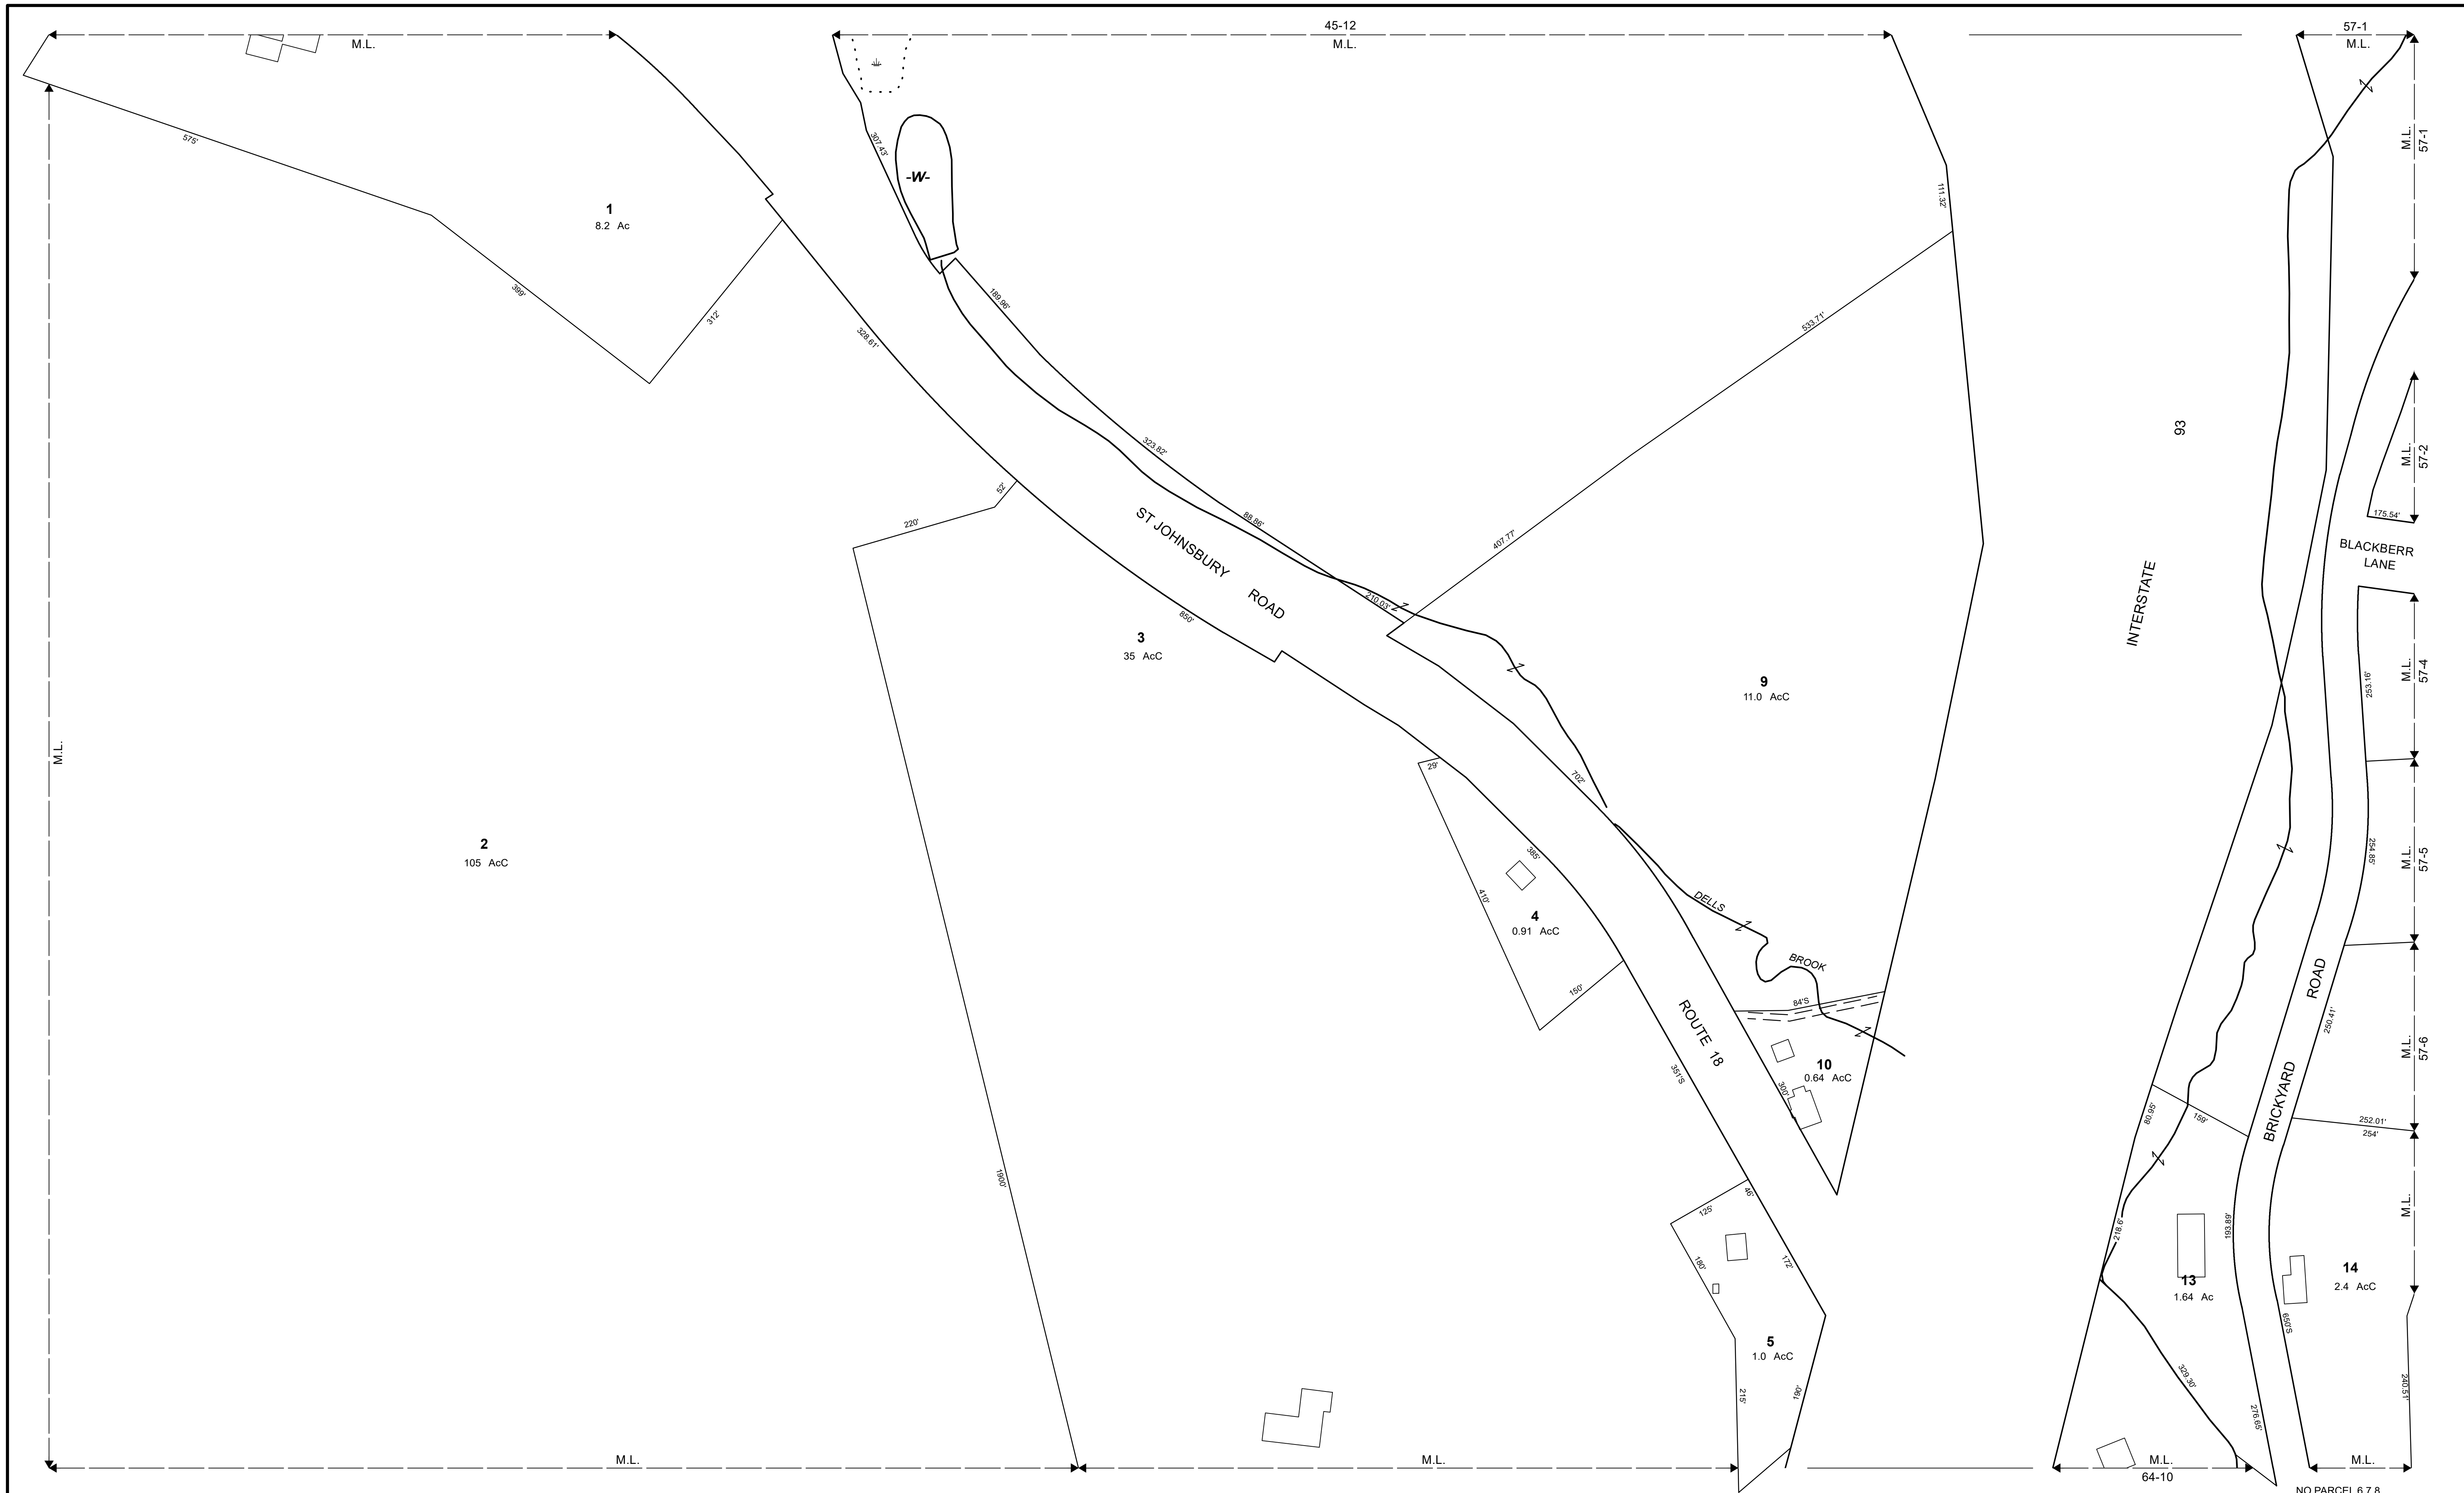 45-12
57-1
M.L.
M.L.
M.L.
M.L.
57-1
575'
307.43'
-W-
111.32'
1
8.2 Ac
399'
312'
328.61'
189.96'
533.71'
323.82'
93
M.L.
57-2
52'
220'
88.86'
407.77'
175.54'
ST JOHNSBURY ROAD
BLACKBERR
LANE
INTERSTATE
210.03'
850'
3
35 AcC
9
11.0 AcC
253.16'
M.L.
57-4
M.L.
29'
702'
2
105 AcC
385'
254.85'
M.L.
57-5
410'
4
0.91 AcC
DELLS
BROOK
150'
84'S
ROUTE 18
BRICKYARD ROAD
250.41'
M.L.
57-6
351'S
10
0.64 AcC
300'
80.95'
159'
252.01'
254'
1900'
46'
125'
180'
172'
218.6'
193.89'
M.L.
13
1.64 Ac
14
2.4 AcC
650'S
5
1.0 AcC
215'
190'
329.30'
276.65'
240.51'
M.L.
M.L.
M.L.
64-10
M.L.
NO PARCEL 6,7,8